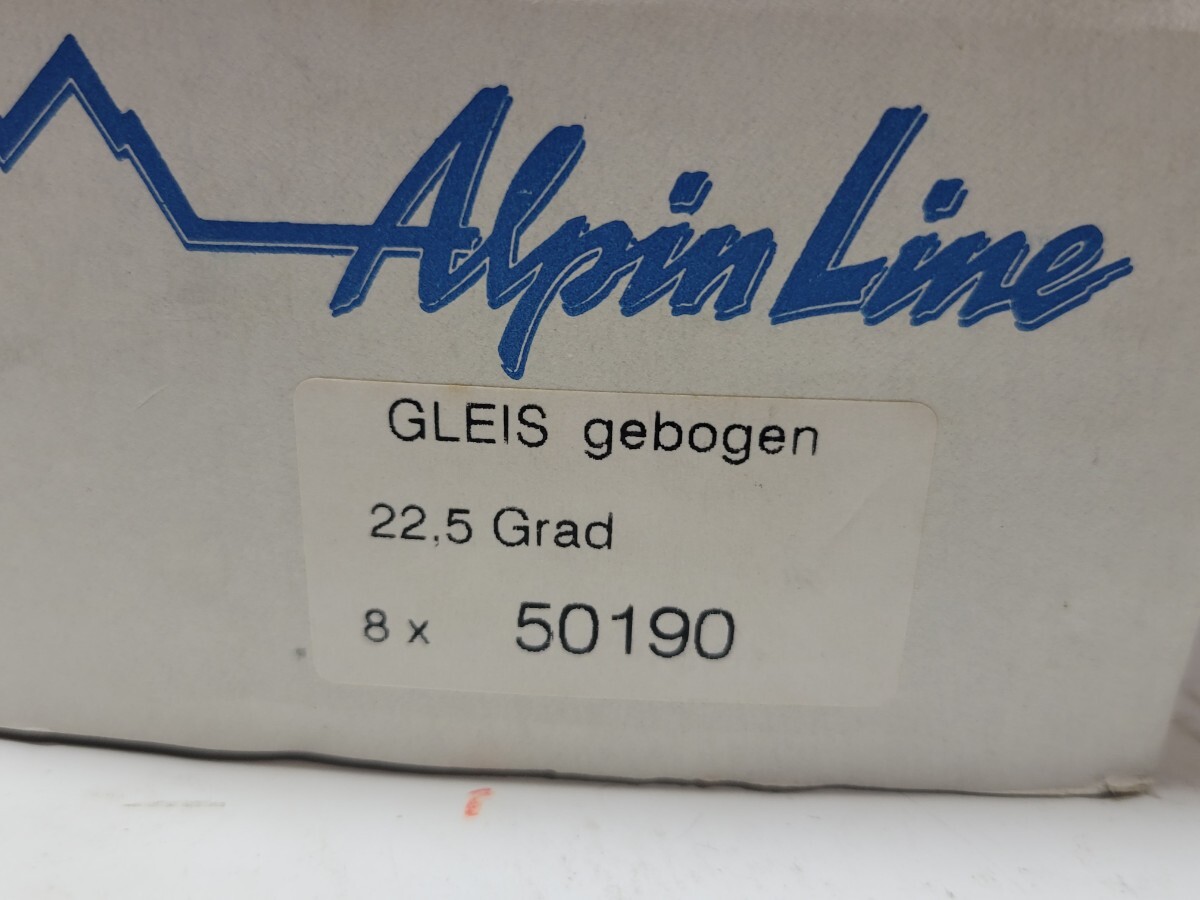 Alpin Line
GLEIS gebogen
22,5 Grad
8 x 50190